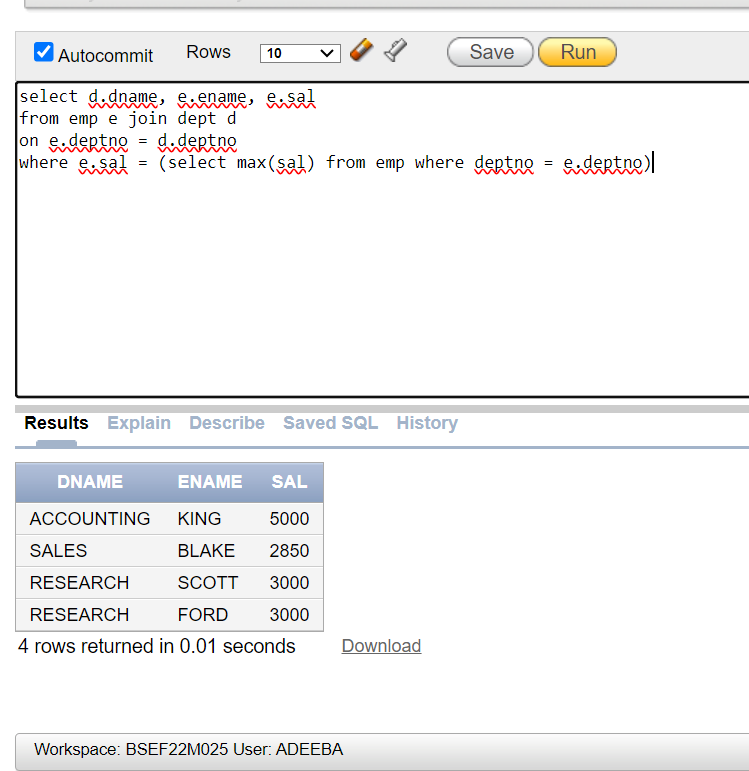 Autocommit Rows 10 Save Run
select d.dname, e.ename, e.sal
from emp e join dept d
on e.deptno = d.deptno
where e.sal = (select max(sal) from emp where deptno = e.deptno)
Results Explain Describe Saved SQL History
DNAME ENAME SAL
ACCOUNTING KING 5000
SALES BLAKE 2850
RESEARCH SCOTT 3000
RESEARCH FORD 3000
4 rows returned in 0.01 seconds Download
Workspace: BSEF22M025 User: ADEEBA